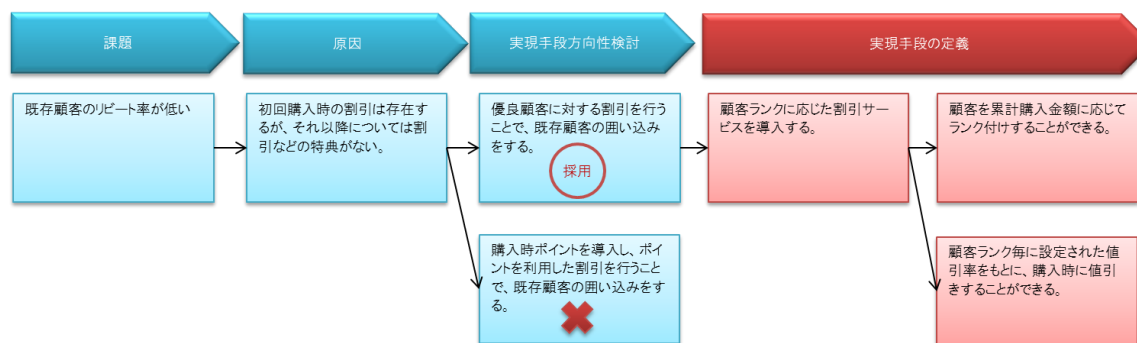 課題
原因
実現手段方向性検討
実現手段の定義
既存顧客のリピート率が低い
初回購入時の割引は存在す
るが、それ以降については割
引などの特典がない。
優良顧客に対する割引を行う
ことで、既存顧客の囲い込み
をする。
採用
購入時ポイントを導入し、ポイ
ントを利用した割引を行うこと
で、既存顧客の囲い込みをす
る。
顧客ランクに応じた割引サー
ビスを導入する。
顧客を累計購入金額に応じて
ランク付けすることができる。
顧客ランク毎に設定された値
引率をもとに、購入時に値引
きすることができる。